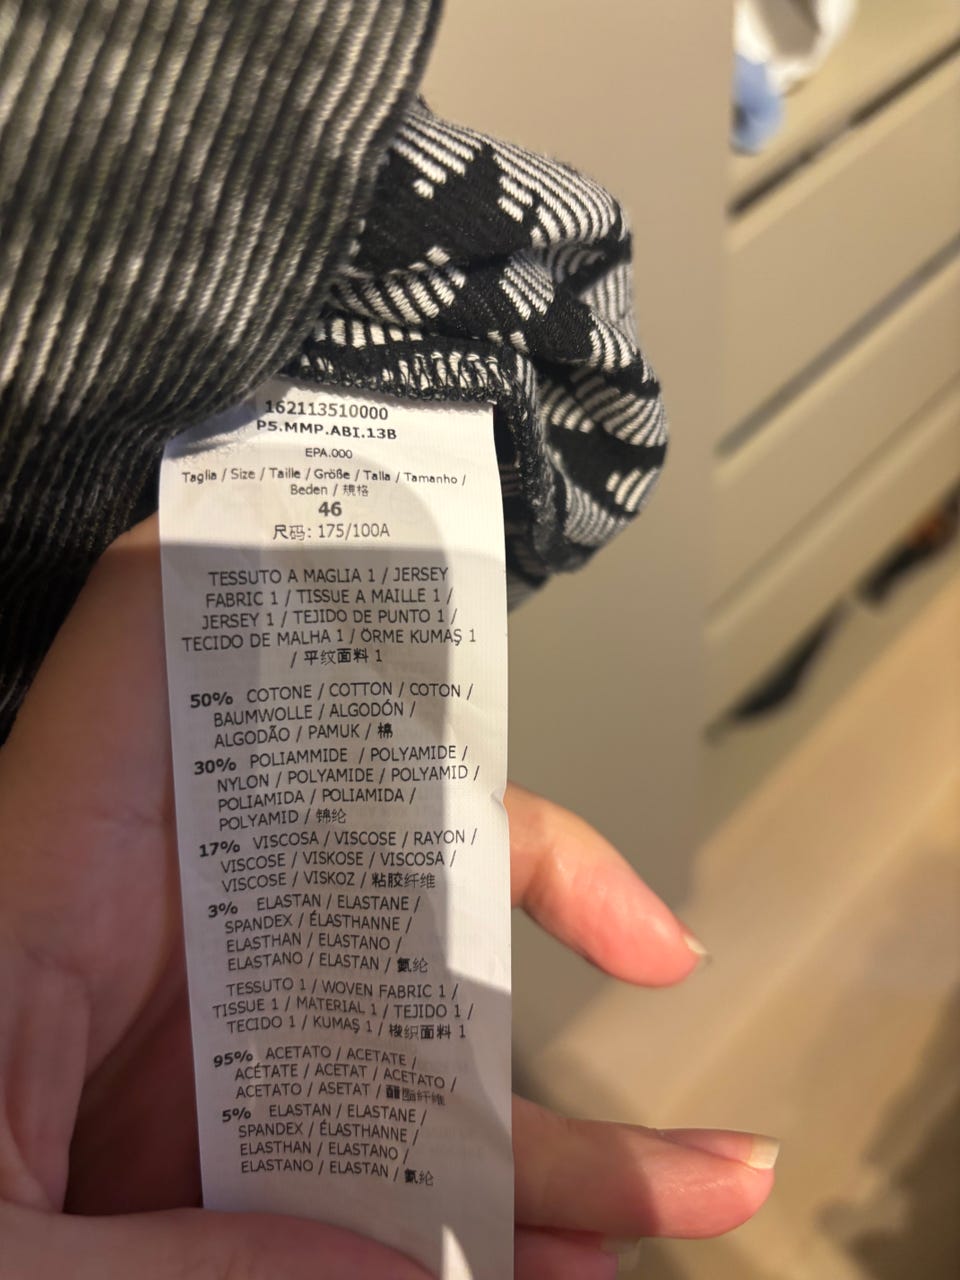 162113510000
P5.MMP.ABI.13B
EPA.000
Taglia / Size / Taille / Größe / Talla / Tamanho /
Beden / 規格
46
尺码: 175/100A
TESSUTO A MAGLIA 1 / JERSEY
FABRIC 1 / TISSUE A MAILLE 1 /
JERSEY 1 / TEJIDO DE PUNTO 1 /
TECIDO DE MALHA 1 / ÖRME KUMAŞ 1
/ 平纹面料 1
50% COTONE / COTTON / COTON /
BAUMWOLLE / ALGODÓN /
ALGODÃO / PAMUK / 棉
30% POLIAMMIDE / POLYAMIDE /
NYLON / POLYAMIDE / POLYAMID /
POLIAMIDA / POLIAMIDA /
POLYAMID / 锦纶
17% VISCOSA / VISCOSE / RAYON /
VISCOSE / VISKOSE / VISCOSA /
VISCOSE / VISKOZ / 粘胶纤维
3% ELASTAN / ELASTANE /
SPANDEX / ÉLASTHANNE /
ELASTHAN / ELASTANO /
ELASTANO / ELASTAN / 氨纶
TESSUTO 1 / WOVEN FABRIC 1 /
TISSUE 1 / MATERIAL 1 / TEJIDO 1 /
TECIDO 1 / KUMAŞ 1 / 梭织面料 1
95% ACETATO / ACETATE /
ACÉTATE / ACETAT / ACETATO /
ACETATO / ASETAT / 醋酯纤维
5% ELASTAN / ELASTANE /
SPANDEX / ÉLASTHANNE /
ELASTHAN / ELASTANO /
ELASTANO / ELASTAN / 氨纶